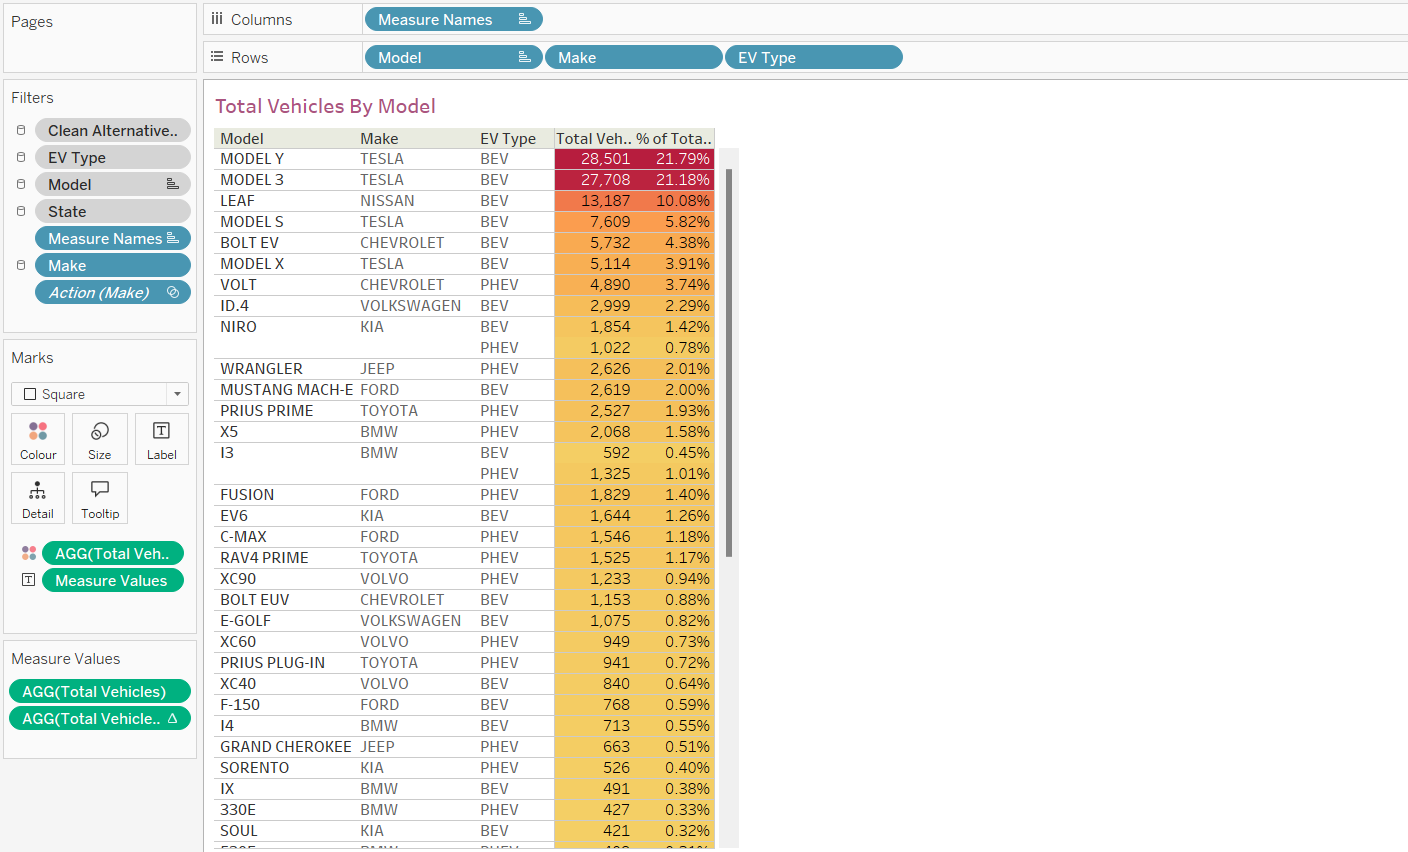 Pages
Columns
Measure Names
Rows
Model
Make
EV Type
Filters
Clean Alternative..
EV Type
Model
State
Measure Names
Make
Action (Make)
Marks
Square
Colour
Size
Label
Detail
Tooltip
AGG(Total Veh..
Measure Values
Measure Values
AGG(Total Vehicles)
AGG(Total Vehicle.. Δ
Total Vehicles By Model
Model Make EV Type Total Veh.. % of Tota..
MODEL Y TESLA BEV 28,501 21.79%
MODEL 3 TESLA BEV 27,708 21.18%
LEAF NISSAN BEV 13,187 10.08%
MODEL S TESLA BEV 7,609 5.82%
BOLT EV CHEVROLET BEV 5,732 4.38%
MODEL X TESLA BEV 5,114 3.91%
VOLT CHEVROLET PHEV 4,890 3.74%
ID.4 VOLKSWAGEN BEV 2,999 2.29%
NIRO KIA BEV 1,854 1.42%
PHEV 1,022 0.78%
WRANGLER JEEP PHEV 2,626 2.01%
MUSTANG MACH-E FORD BEV 2,619 2.00%
PRIUS PRIME TOYOTA PHEV 2,527 1.93%
X5 BMW PHEV 2,068 1.58%
I3 BMW BEV 592 0.45%
PHEV 1,325 1.01%
FUSION FORD PHEV 1,829 1.40%
EV6 KIA BEV 1,644 1.26%
C-MAX FORD PHEV 1,546 1.18%
RAV4 PRIME TOYOTA PHEV 1,525 1.17%
XC90 VOLVO PHEV 1,233 0.94%
BOLT EUV CHEVROLET BEV 1,153 0.88%
E-GOLF VOLKSWAGEN BEV 1,075 0.82%
XC60 VOLVO PHEV 949 0.73%
PRIUS PLUG-IN TOYOTA PHEV 941 0.72%
XC40 VOLVO BEV 840 0.64%
F-150 FORD BEV 768 0.59%
I4 BMW BEV 713 0.55%
GRAND CHEROKEE JEEP PHEV 663 0.51%
SORENTO KIA PHEV 526 0.40%
IX BMW BEV 491 0.38%
330E BMW PHEV 427 0.33%
SOUL KIA BEV 421 0.32%